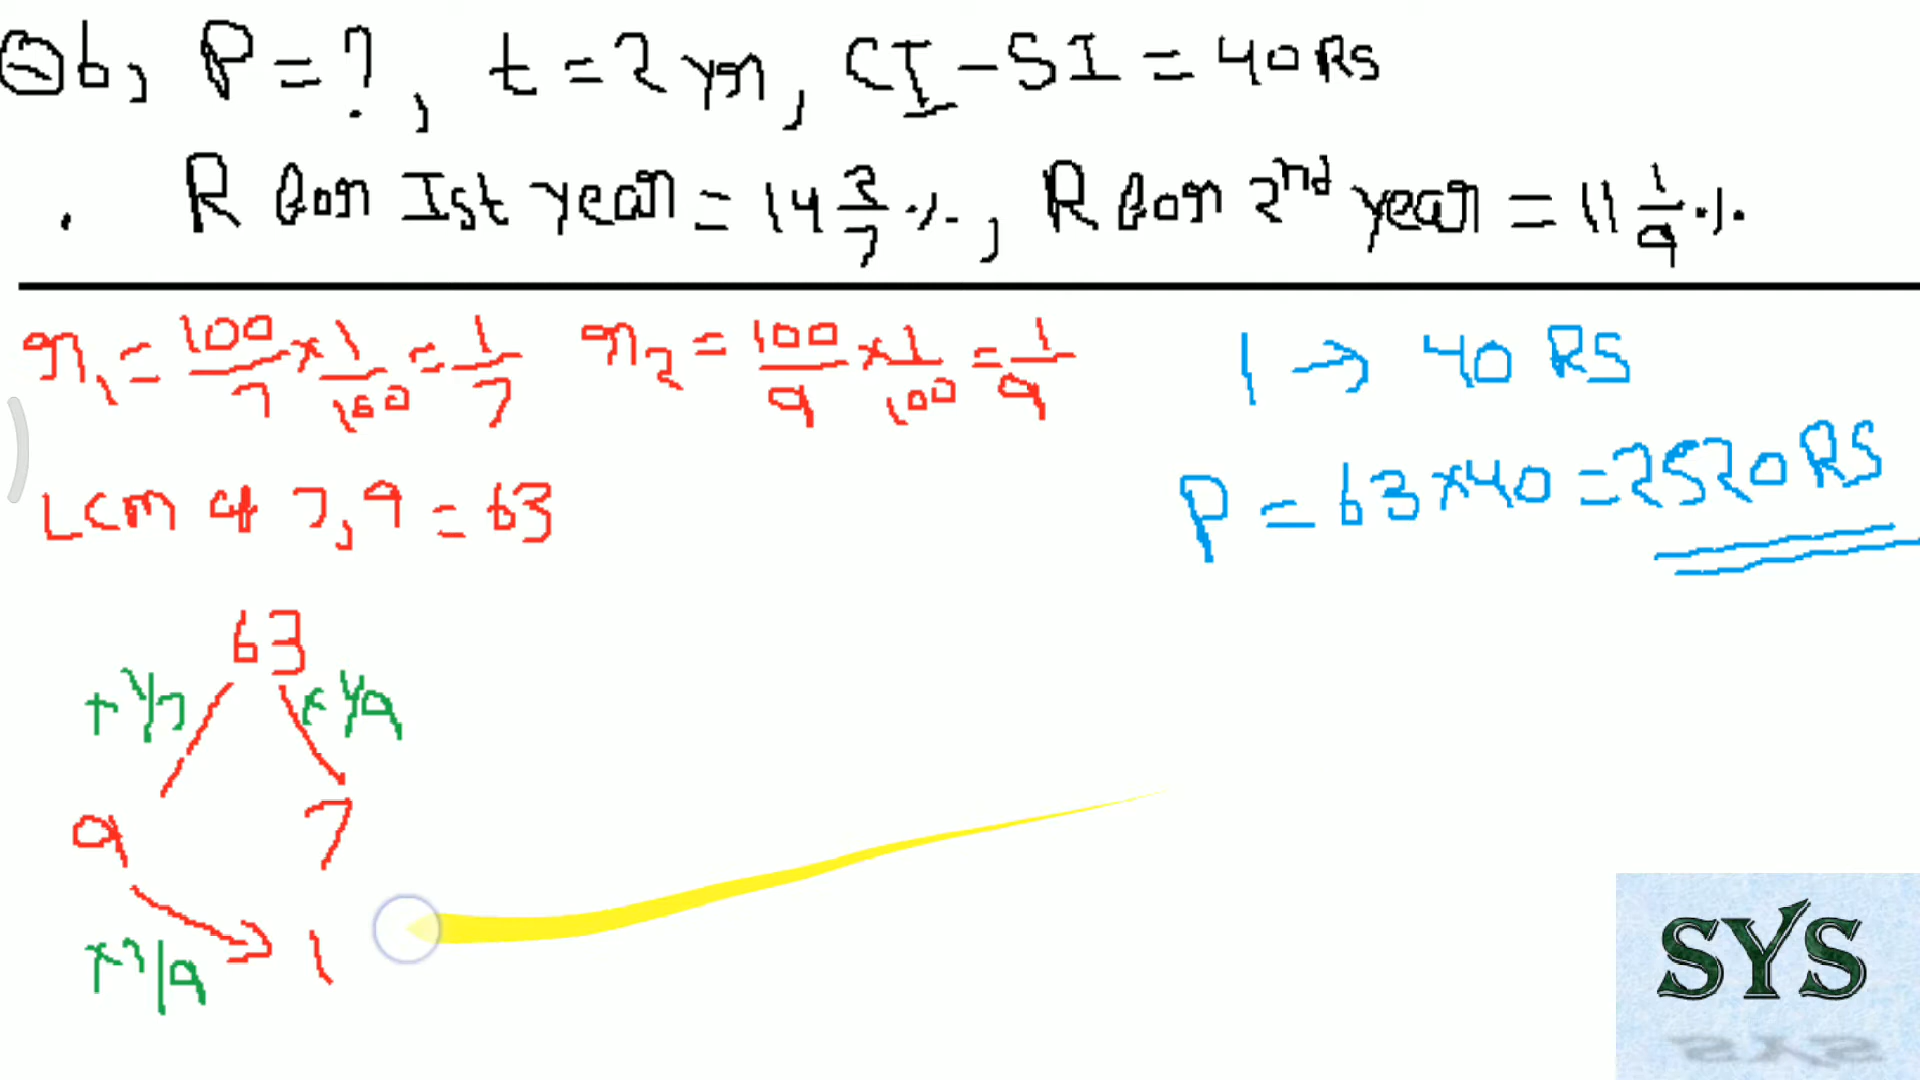 6, P = ?, t = 2 yr, CI - SI = 40 RS
R for Ist year = 14 2/7 %, R for 2nd year = 11 1/9 %
r1 = 100/7 × 1/100 = 1/7
r2 = 100/9 × 1/100 = 1/9
1 → 40 RS
P = 63×40 = 2520 RS
LCM of 7, 9 = 63
63
× 1/7 × 1/9
9 7
× 1/9 1
SYS